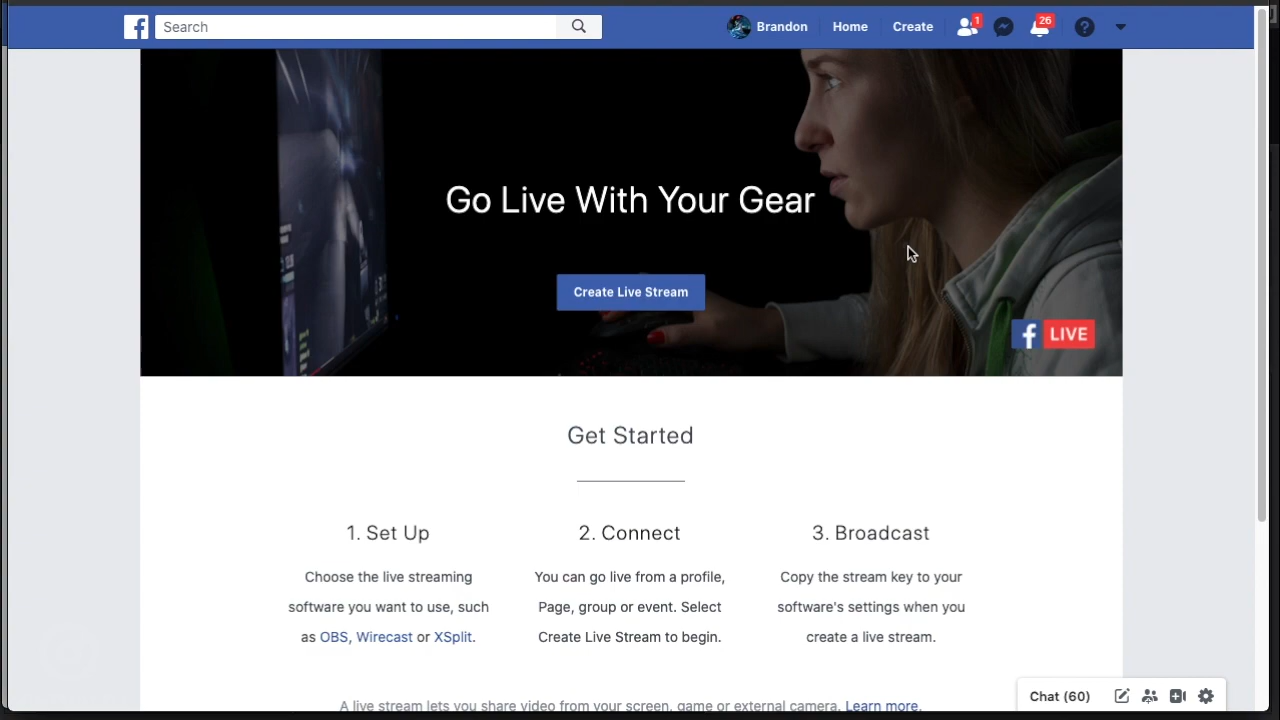 Search
Brandon
Home
Create
1
26
Go Live With Your Gear
Create Live Stream
f LIVE
Get Started
1. Set Up
Choose the live streaming
software you want to use, such
as OBS, Wirecast or XSplit.
2. Connect
You can go live from a profile,
Page, group or event. Select
Create Live Stream to begin.
3. Broadcast
Copy the stream key to your
software's settings when you
create a live stream.
A live stream lets you share video from your screen, game or external camera. Learn more.
Chat (60)